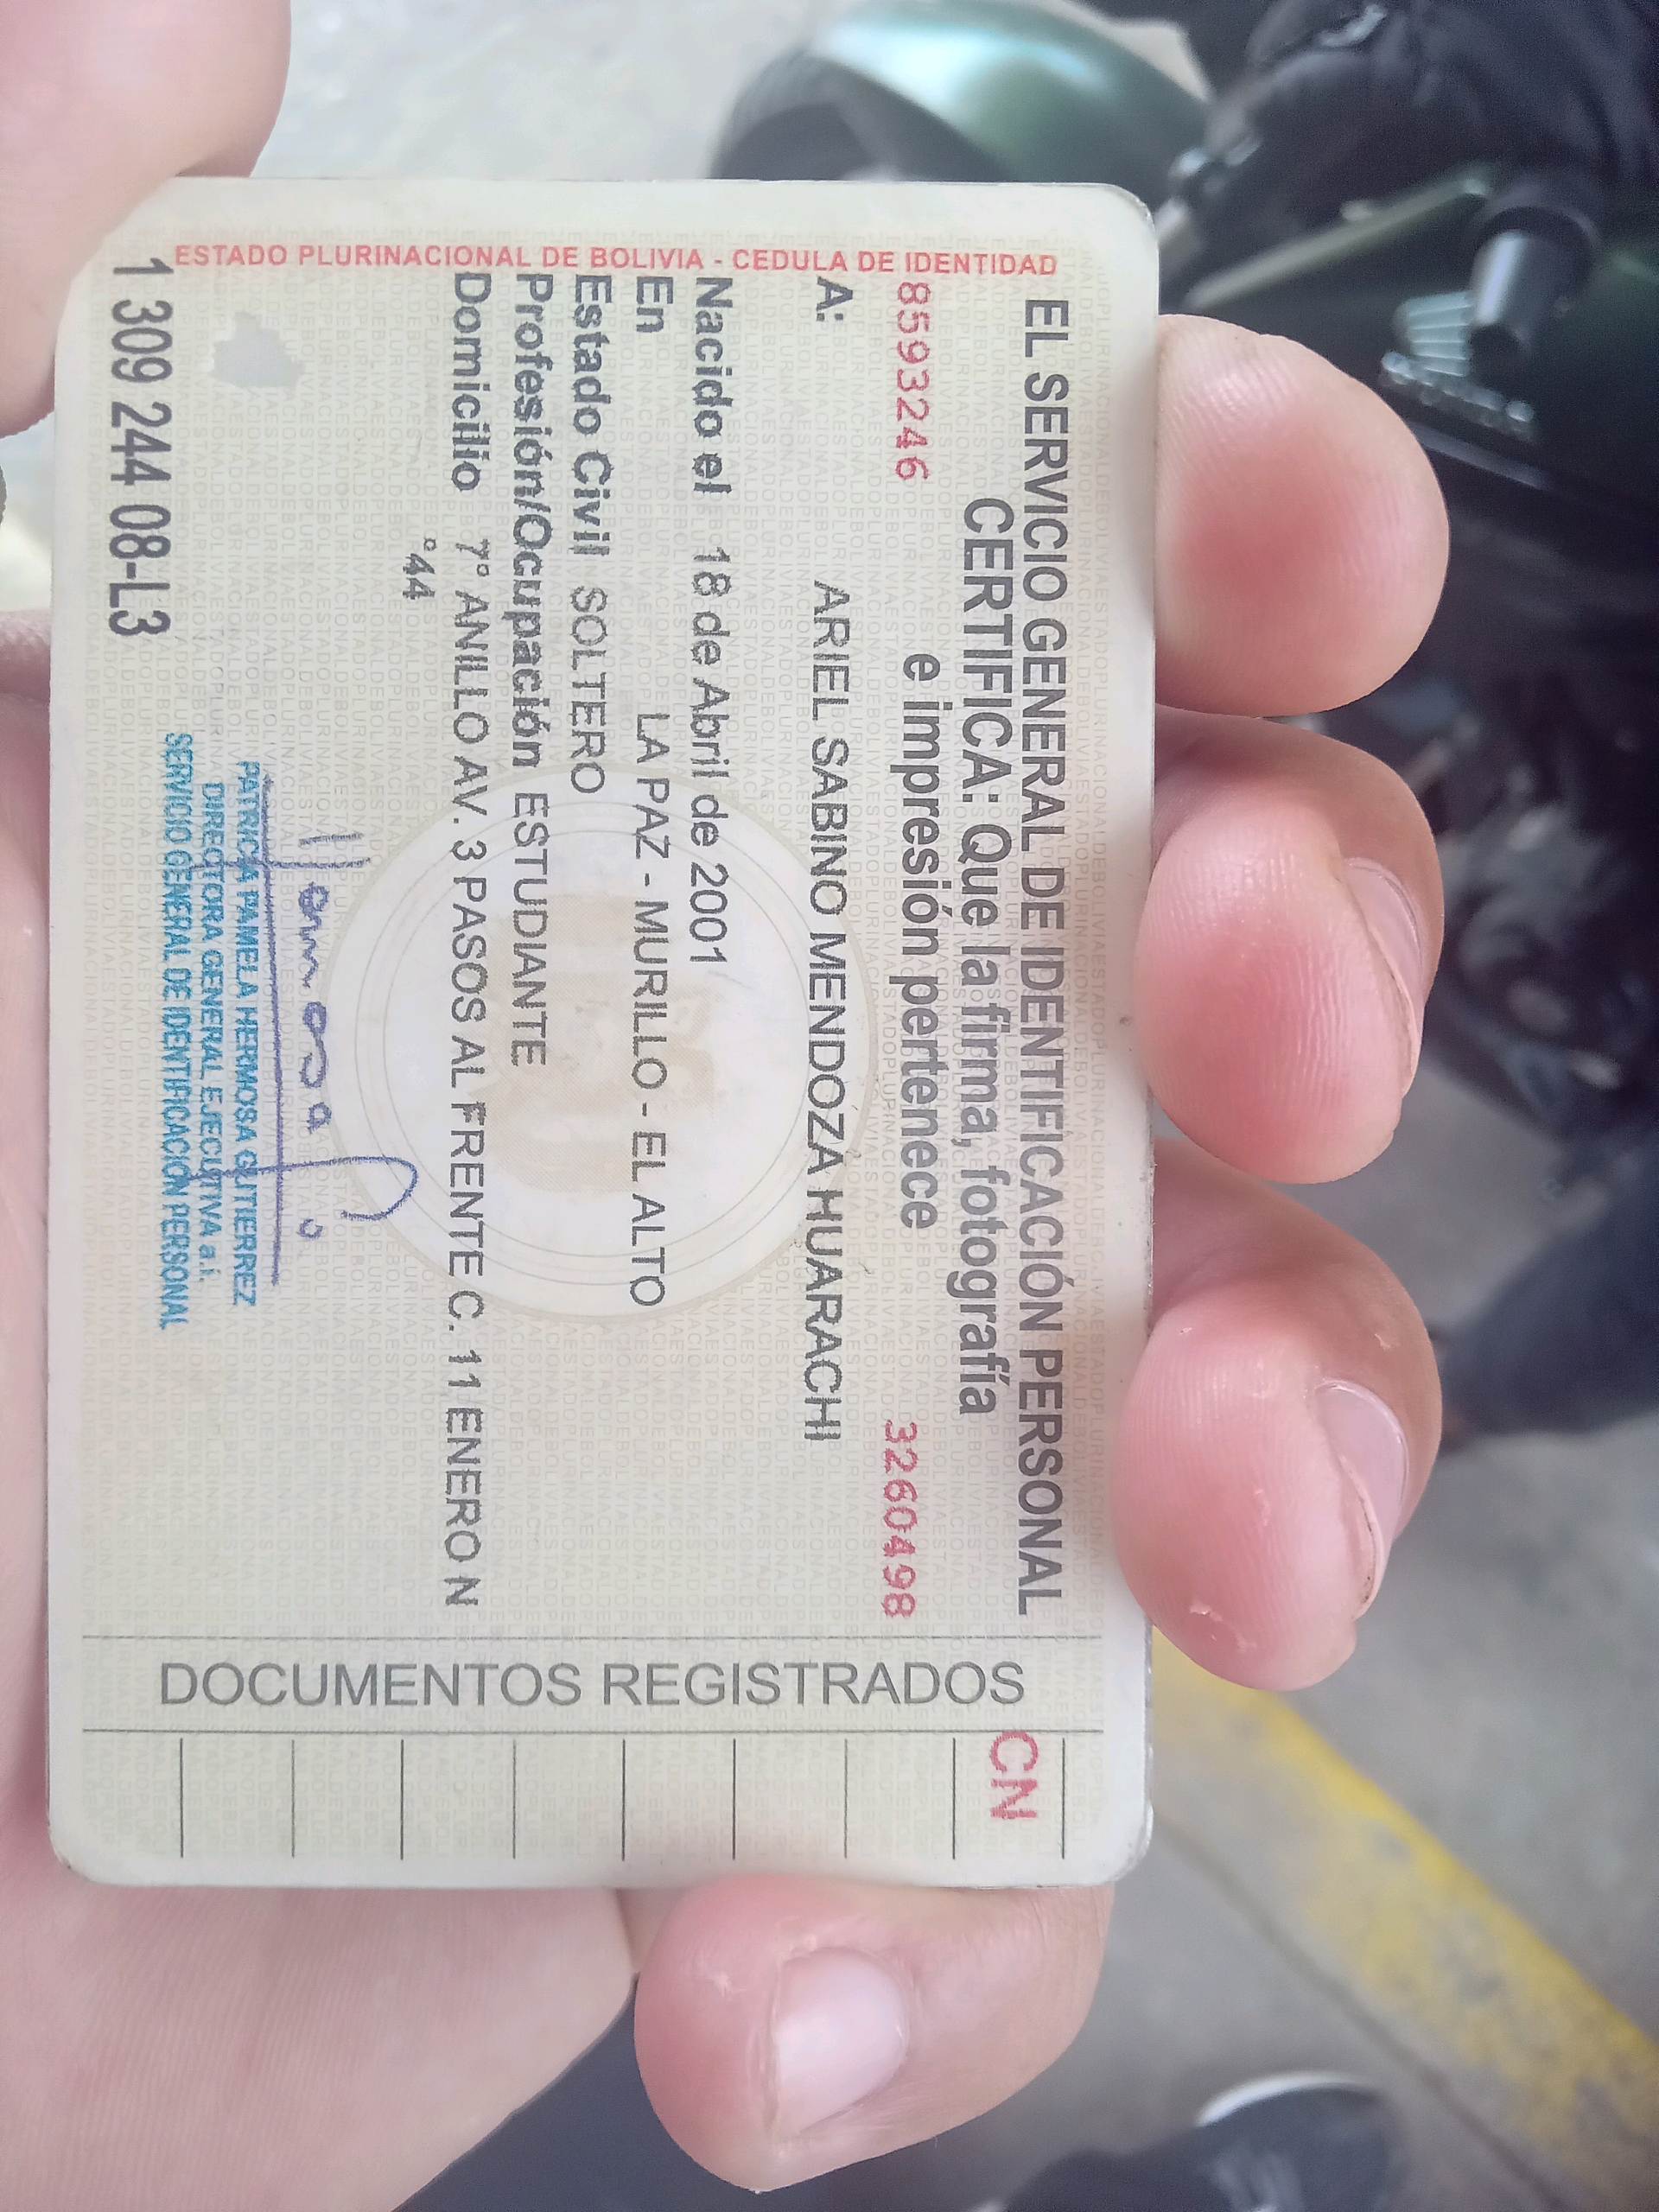 ESTADO PLURINACIONAL DE BOLIVIA - CEDULA DE IDENTIDAD
EL SERVICIO GENERAL DE IDENTIFICACIÓN PERSONAL
CERTIFICA: Que la firma, fotografía
8593246 e impresión pertenece 3260498
A: ARIEL SABINO MENDOZA HUARACHI
Nacido el 18 de Abril de 2001
En LA PAZ - MURILLO - EL ALTO
Estado Civil SOLTERO
Profesión/Ocupación ESTUDIANTE
Domicilio 7° ANILLO AV. 3 PASOS AL FRENTE C. 11 ENERO N
°44
PATRICIA PAMELA HERMOSA GUTIERREZ
DIRECTORA GENERAL EJECUTIVA a.i.
SERVICIO GENERAL DE IDENTIFICACIÓN PERSONAL
1 309 244 08-L3
DOCUMENTOS REGISTRADOS
CN